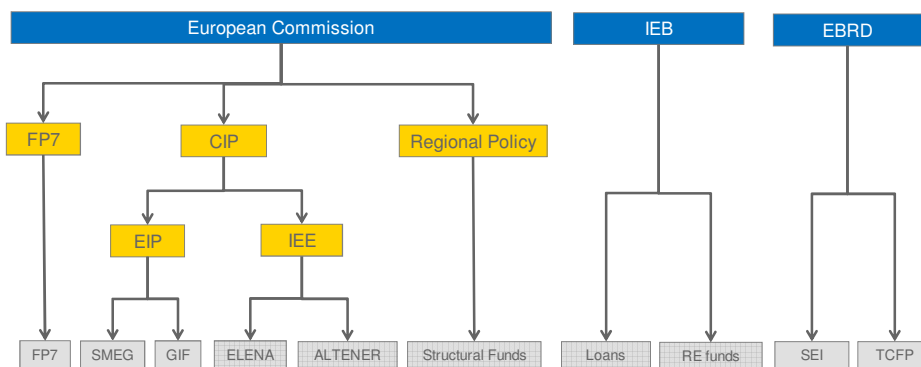 European Commission
IEB
EBRD
FP7
CIP
Regional Policy
EIP
IEE
FP7
SMEG
GIF
ELENA
ALTENER
Structural Funds
Loans
RE funds
SEI
TCFP